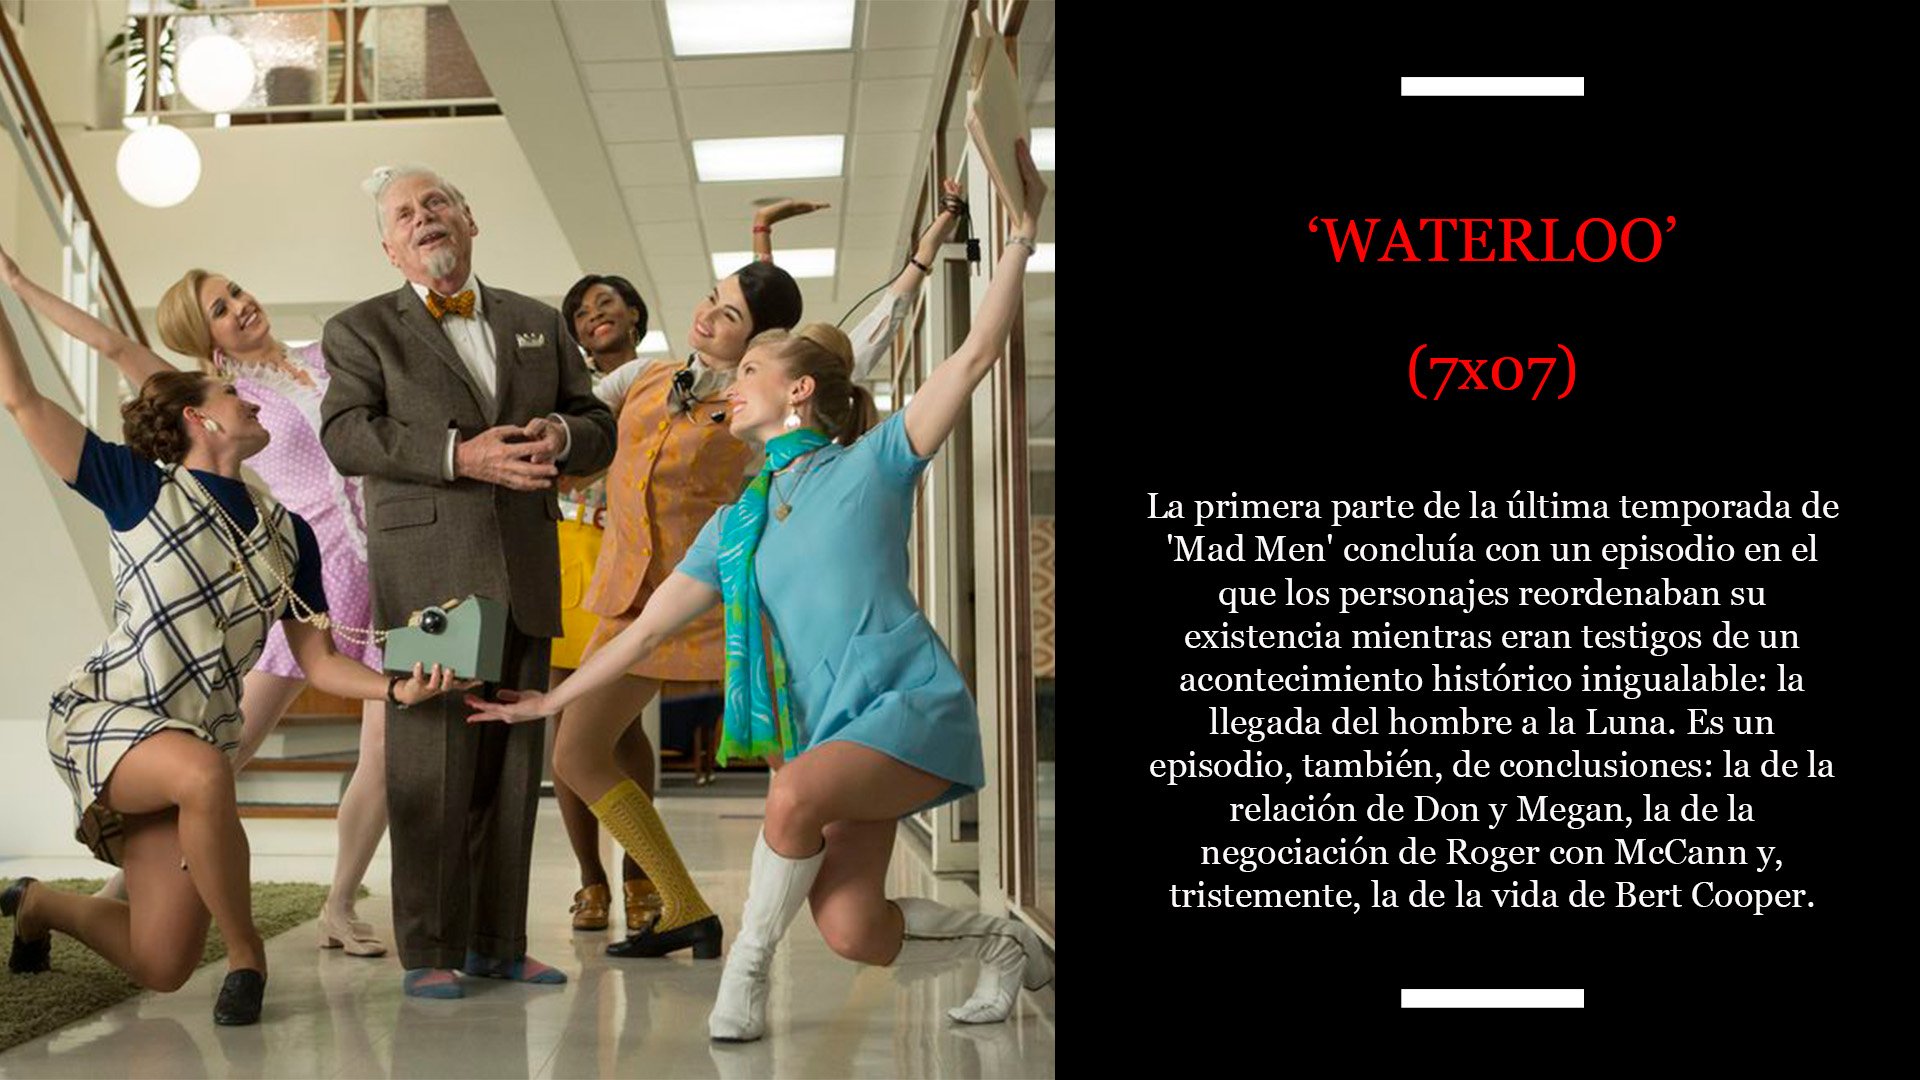 ‘WATERLOO’
(7x07)
La primera parte de la última temporada de
'Mad Men' concluía con un episodio en el
que los personajes reordenaban su
existencia mientras eran testigos de un
acontecimiento histórico inigualable: la
llegada del hombre a la Luna. Es un
episodio, también, de conclusiones: la de la
relación de Don y Megan, la de la
negociación de Roger con McCann y,
tristemente, la de la vida de Bert Cooper.